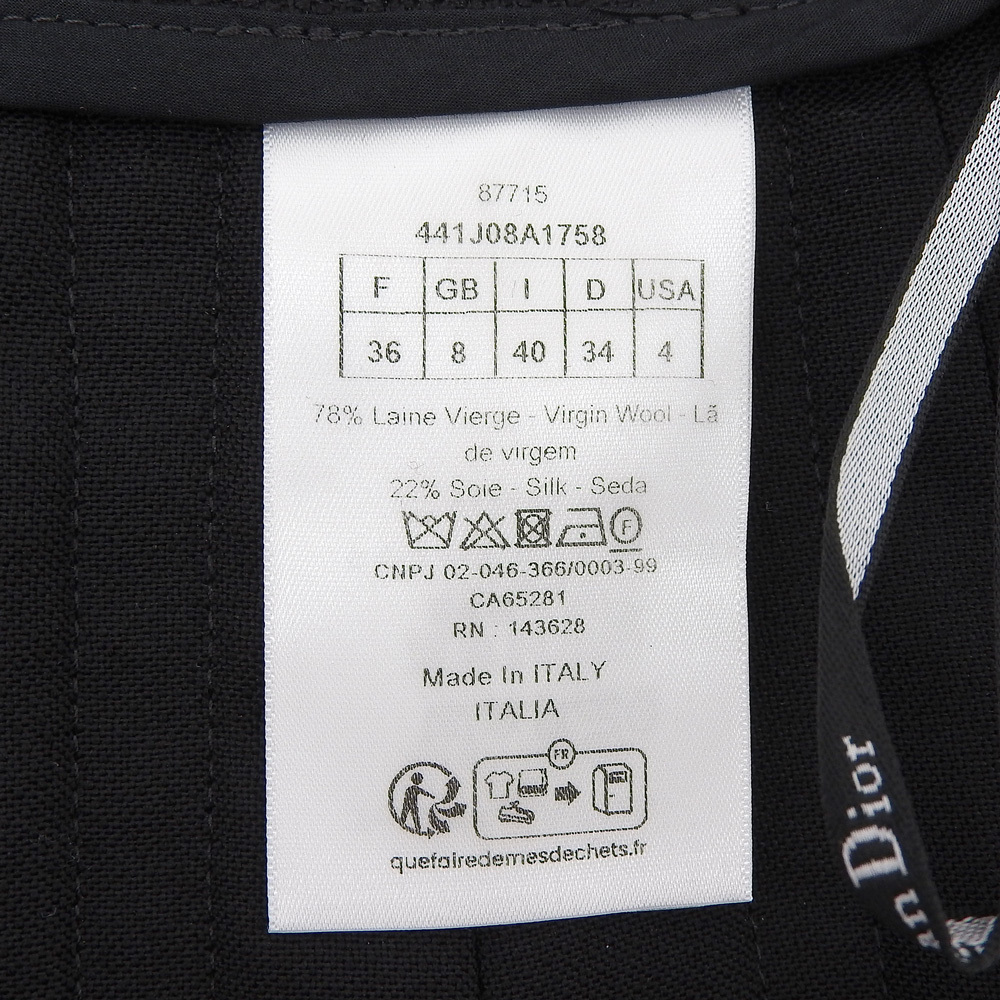 87715
441J08A1758
F GB I D USA
36 8 40 34 4
78% Laine Vierge - Virgin Wool - Lã
de virgem
22% Soie - Silk - Seda
F
CNPJ 02-046-366/0003-99
CA65281
RN : 143628
Made In ITALY
ITALIA
FR
quefairedemesdechets.fr
Dior